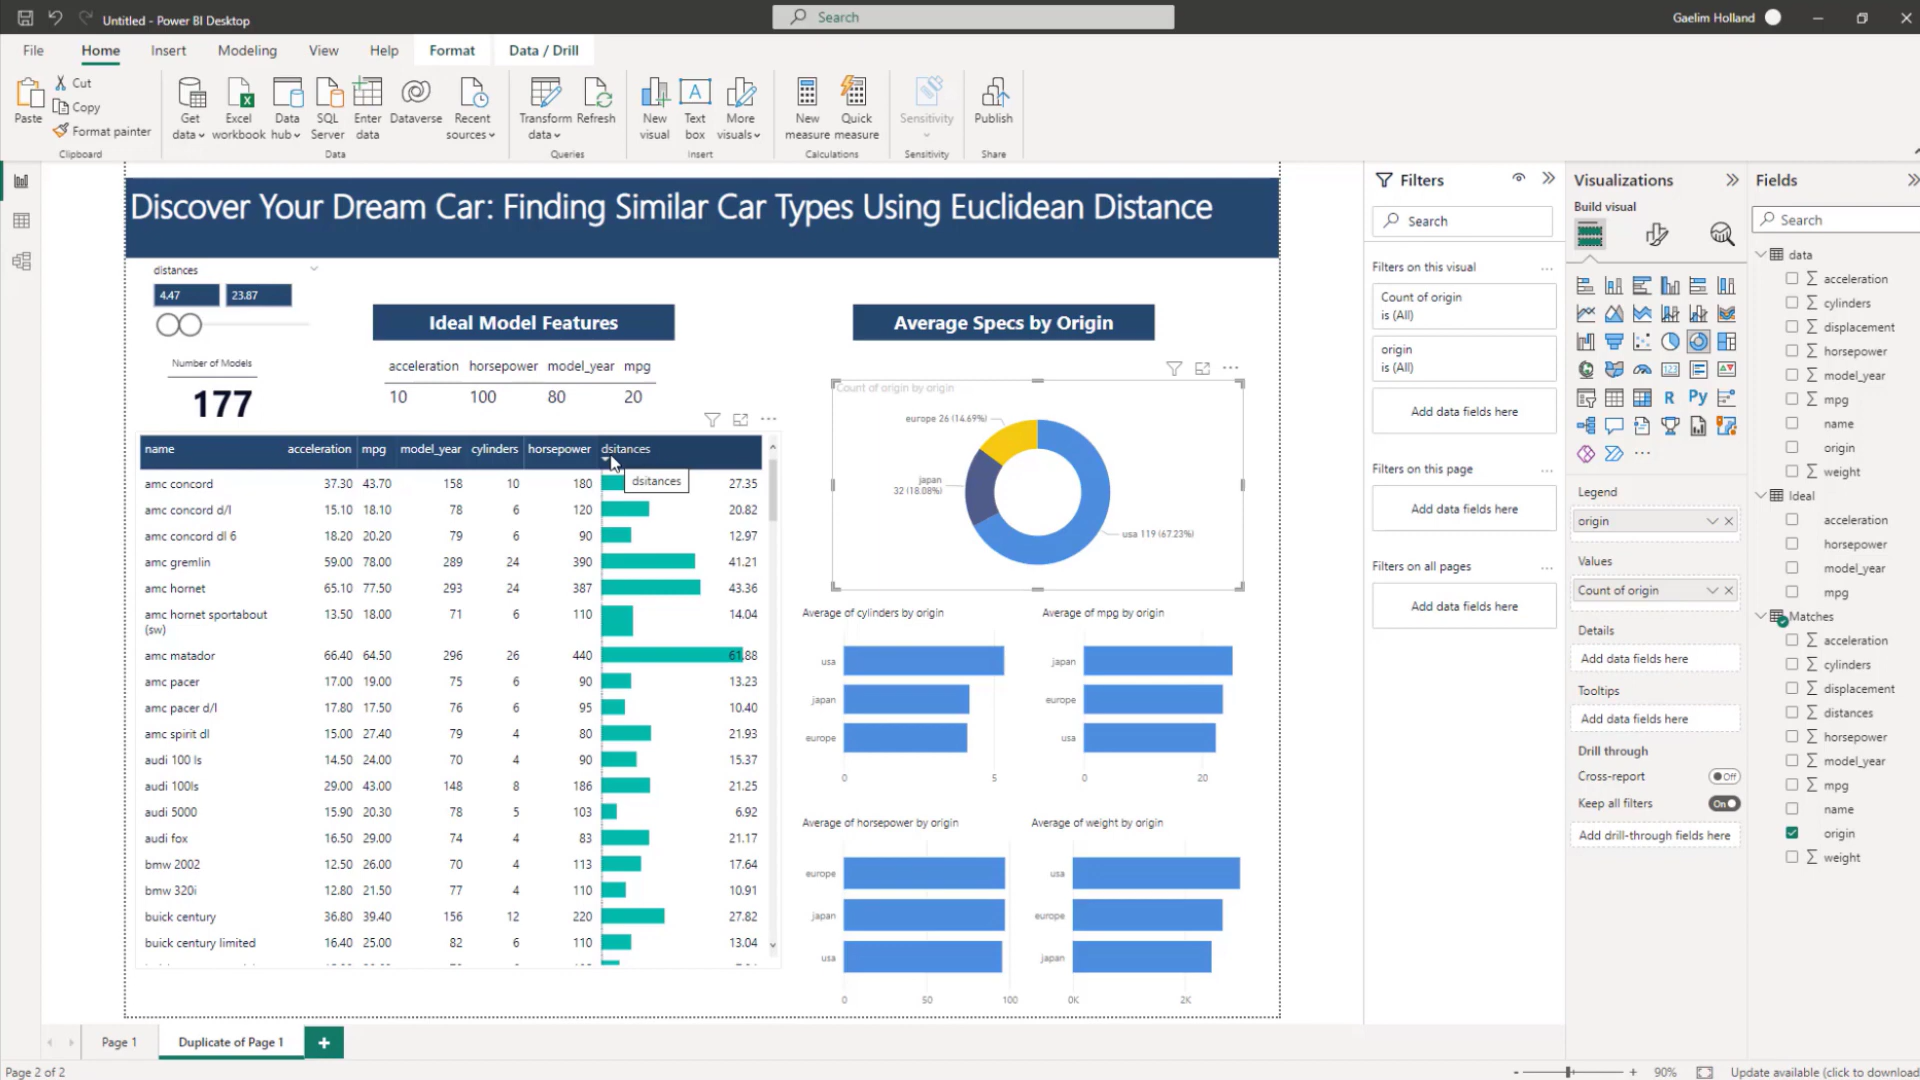 Untitled - Power BI Desktop
Search
Gaelim Holland
File Home Insert Modeling View Help Format Data / Drill
Paste
Cut
Copy
Format painter
Clipboard
Get data
Excel workbook
Data hub
SQL Server
Enter data
Dataverse
Recent sources
Data
Transform data
Refresh
Queries
New visual
Text box
More visuals
Insert
New measure
Quick measure
Calculations
Sensitivity
Sensitivity
Publish
Share
Discover Your Dream Car: Finding Similar Car Types Using Euclidean Distance
distances
4.47 23.87
Number of Models
177
Ideal Model Features
acceleration horsepower model_year mpg
10 100 80 20
name acceleration mpg model_year cylinders horsepower dsitances
dsitances
amc concord 37.30 43.70 158 10 180 27.35
amc concord d/l 15.10 18.10 78 6 120 20.82
amc concord dl 6 18.20 20.20 79 6 90 12.97
amc gremlin 59.00 78.00 289 24 390 41.21
amc hornet 65.10 77.50 293 24 387 43.36
amc hornet sportabout 13.50 18.00 71 6 110 14.04
(sw)
amc matador 66.40 64.50 296 26 440 61.88
amc pacer 17.00 19.00 75 6 90 13.23
amc pacer d/l 17.80 17.50 76 6 95 10.40
amc spirit dl 15.00 27.40 79 4 80 21.93
audi 100 ls 14.50 24.00 70 4 90 15.37
audi 100ls 29.00 43.00 148 8 186 21.25
audi 5000 15.90 20.30 78 5 103 6.92
audi fox 16.50 29.00 74 4 83 21.17
bmw 2002 12.50 26.00 70 4 113 17.64
bmw 320i 12.80 21.50 77 4 110 10.91
buick century 36.80 39.40 156 12 220 27.82
buick century limited 16.40 25.00 82 6 110 13.04
Average Specs by Origin
Count of origin by origin
europe 26 (14.69%)
japan
32 (18.08%)
usa 119 (67.23%)
Average of cylinders by origin
usa
japan
europe
0 5
Average of mpg by origin
japan
europe
usa
0 20
Average of horsepower by origin
europe
japan
usa
0 50 100
Average of weight by origin
usa
europe
japan
0K 2K
Filters
Search
Filters on this visual
Count of origin
is (All)
origin
is (All)
Add data fields here
Filters on this page
Add data fields here
Filters on all pages
Add data fields here
Visualizations
Build visual
R Py
Legend
origin
Values
Count of origin
Details
Add data fields here
Tooltips
Add data fields here
Drill through
Cross-report Off
Keep all filters On
Add drill-through fields here
Fields
Search
data
acceleration
cylinders
displacement
horsepower
model_year
mpg
name
origin
weight
Ideal
acceleration
horsepower
model_year
mpg
Matches
acceleration
cylinders
displacement
distances
horsepower
model_year
mpg
name
origin
weight
Page 1 Duplicate of Page 1
Page 2 of 2
90%
Update available (click to download